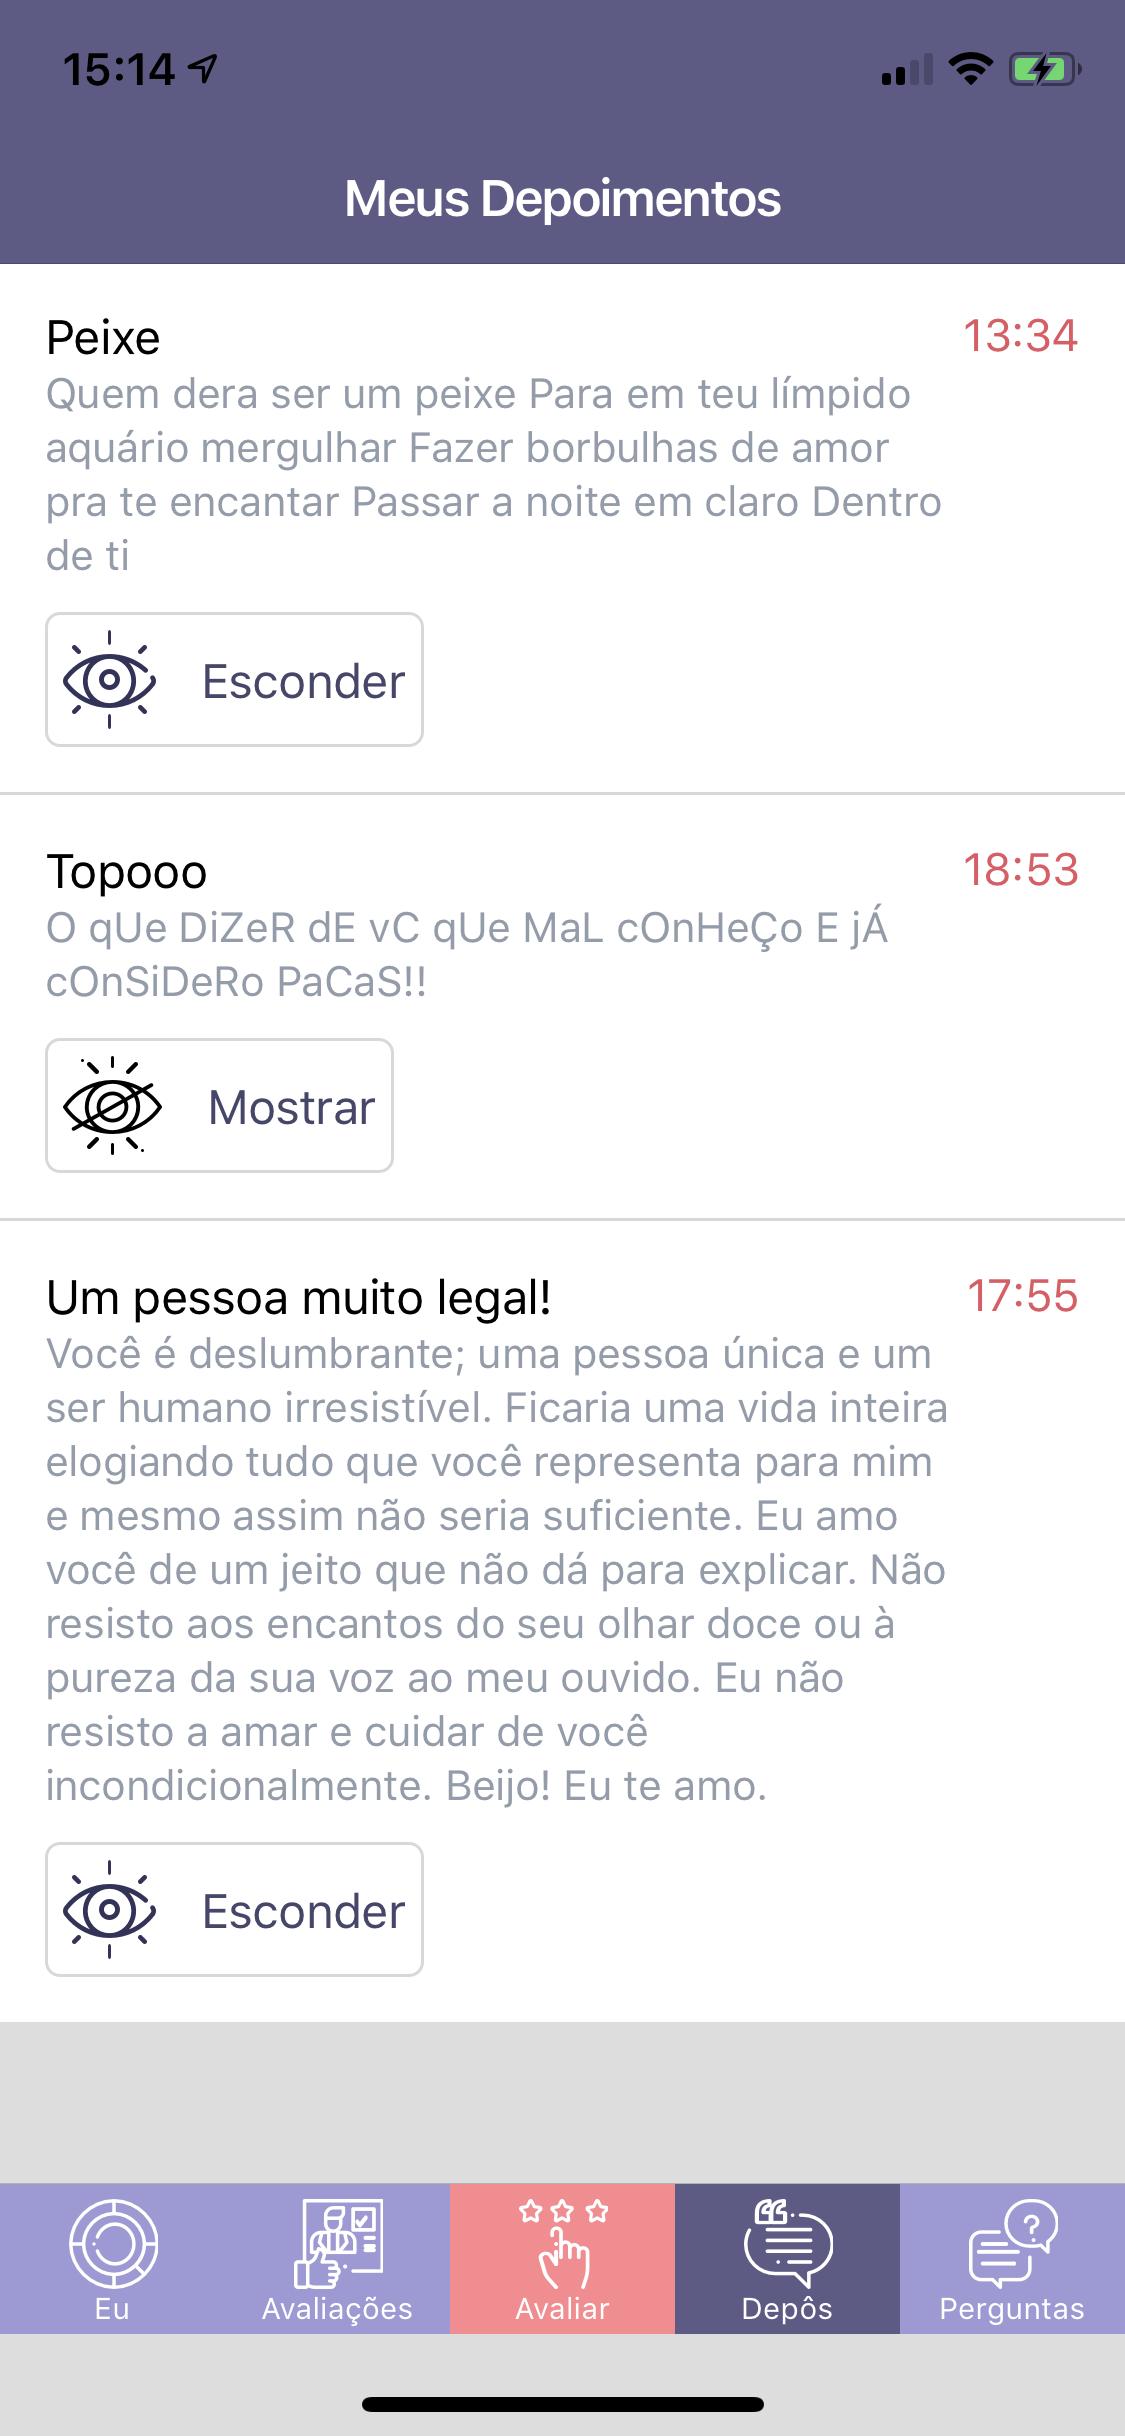 15:14
Meus Depoimentos
Peixe
13:34
Quem dera ser um peixe Para em teu límpido
aquário mergulhar Fazer borbulhas de amor
pra te encantar Passar a noite em claro Dentro
de ti
Esconder
Topooo
18:53
O qUe DiZeR dE vC qUe MaL cOnHeÇo E jÁ
cOnSiDeRo PaCaS!!
Mostrar
Um pessoa muito legal!
17:55
Você é deslumbrante; uma pessoa única e um
ser humano irresistível. Ficaria uma vida inteira
elogiando tudo que você representa para mim
e mesmo assim não seria suficiente. Eu amo
você de um jeito que não dá para explicar. Não
resisto aos encantos do seu olhar doce ou à
pureza da sua voz ao meu ouvido. Eu não
resisto a amar e cuidar de você
incondicionalmente. Beijo! Eu te amo.
Esconder
Eu
Avaliações
Avaliar
Depôs
Perguntas